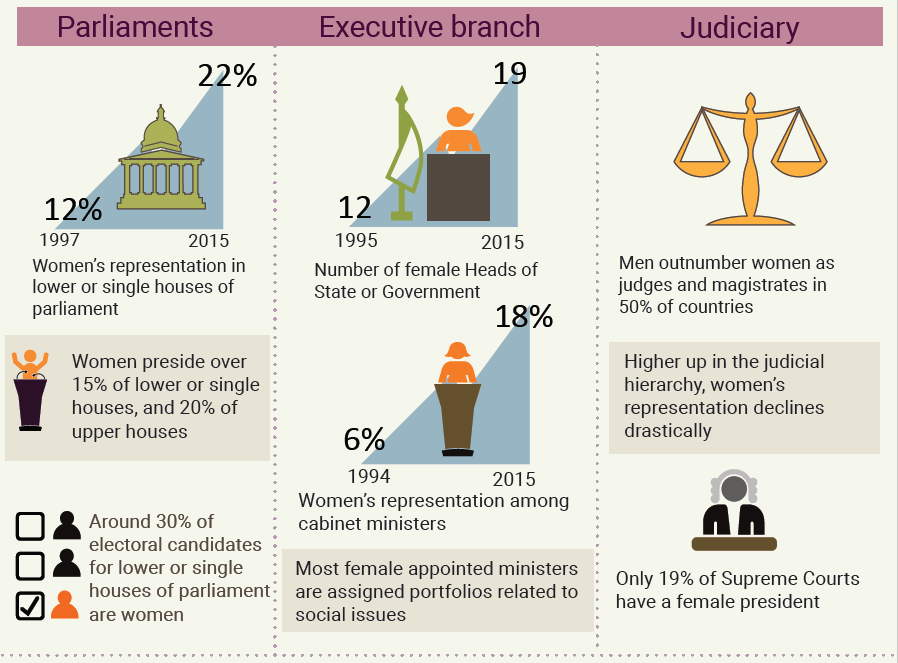 Parliaments
22%
12%
1997
2015
Women's representation in
lower or single houses of
parliament
Women preside over
15% of lower or single
houses, and 20% of
upper houses
Around 30% of
electoral candidates
for lower or single
houses of parliament
are women
Executive branch
19
12
1995
2015
Number of female Heads of
State or Government
18%
6%
1994
2015
Women's representation among
cabinet ministers
Most female appointed ministers
are assigned portfolios related to
social issues
Judiciary
Men outnumber women as
judges and magistrates in
50% of countries
Higher up in the judicial
hierarchy, women's
representation declines
drastically
Only 19% of Supreme Courts
have a female president